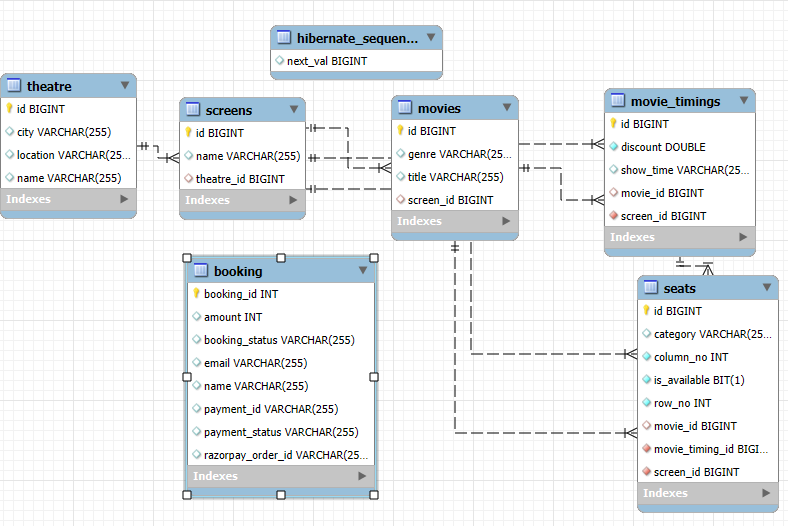 hibernate_sequen...
next_val BIGINT
theatre
id BIGINT
city VARCHAR(255)
location VARCHAR(25...
name VARCHAR(255)
Indexes
screens
id BIGINT
name VARCHAR(255)
theatre_id BIGINT
Indexes
movies
id BIGINT
genre VARCHAR(25...
title VARCHAR(255)
screen_id BIGINT
Indexes
movie_timings
id BIGINT
discount DOUBLE
show_time VARCHAR(25...
movie_id BIGINT
screen_id BIGINT
Indexes
booking
booking_id INT
amount INT
booking_status VARCHAR(255)
email VARCHAR(255)
name VARCHAR(255)
payment_id VARCHAR(255)
payment_status VARCHAR(255)
razorpay_order_id VARCHAR(25...
Indexes
seats
id BIGINT
category VARCHAR(25...
column_no INT
is_available BIT(1)
row_no INT
movie_id BIGINT
movie_timing_id BIGI...
screen_id BIGINT
Indexes